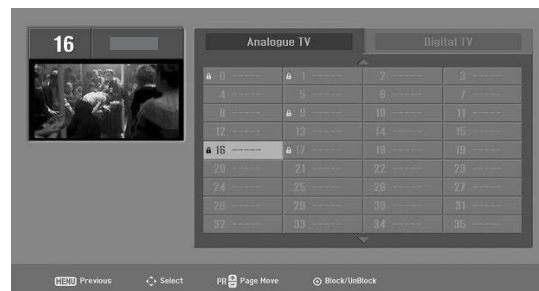 16
Analogue TV Digital TV
0 ----- 1 ----- 2 ----- 3 -----
4 ----- 5 ----- 6 ----- 7 -----
8 ----- 9 ----- 10 ----- 11 -----
12 ----- 13 ----- 14 ----- 15 -----
16 ----- 17 ----- 18 ----- 19 -----
20 ----- 21 ----- 22 ----- 23 -----
24 ----- 25 ----- 26 ----- 27 -----
28 ----- 29 ----- 30 ----- 31 -----
32 ----- 33 ----- 34 ----- 35 -----
MENU Previous Select PR + - Page Move Block/UnBlock